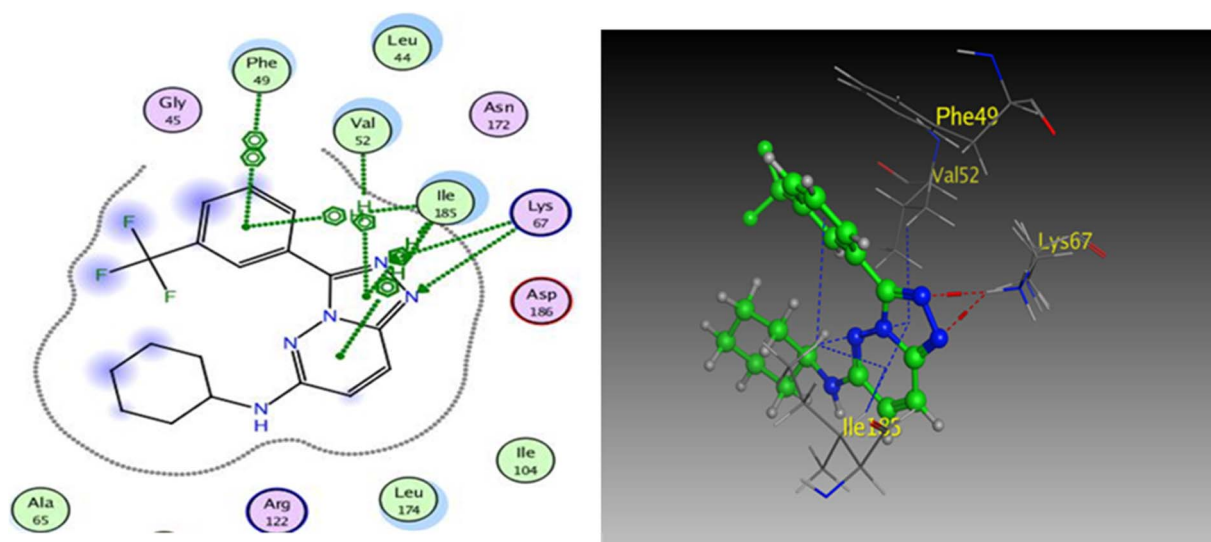 Leu
44
Phe
49
Gly
45
Asn
172
Val
52
Ile
185
Lys
67
H
H
H
H
F
F
F
N
N
N
N
N
H
Asp
186
Ile
104
Leu
174
Arg
122
Ala
65
Phe49
Val52
Lys67
Ile185